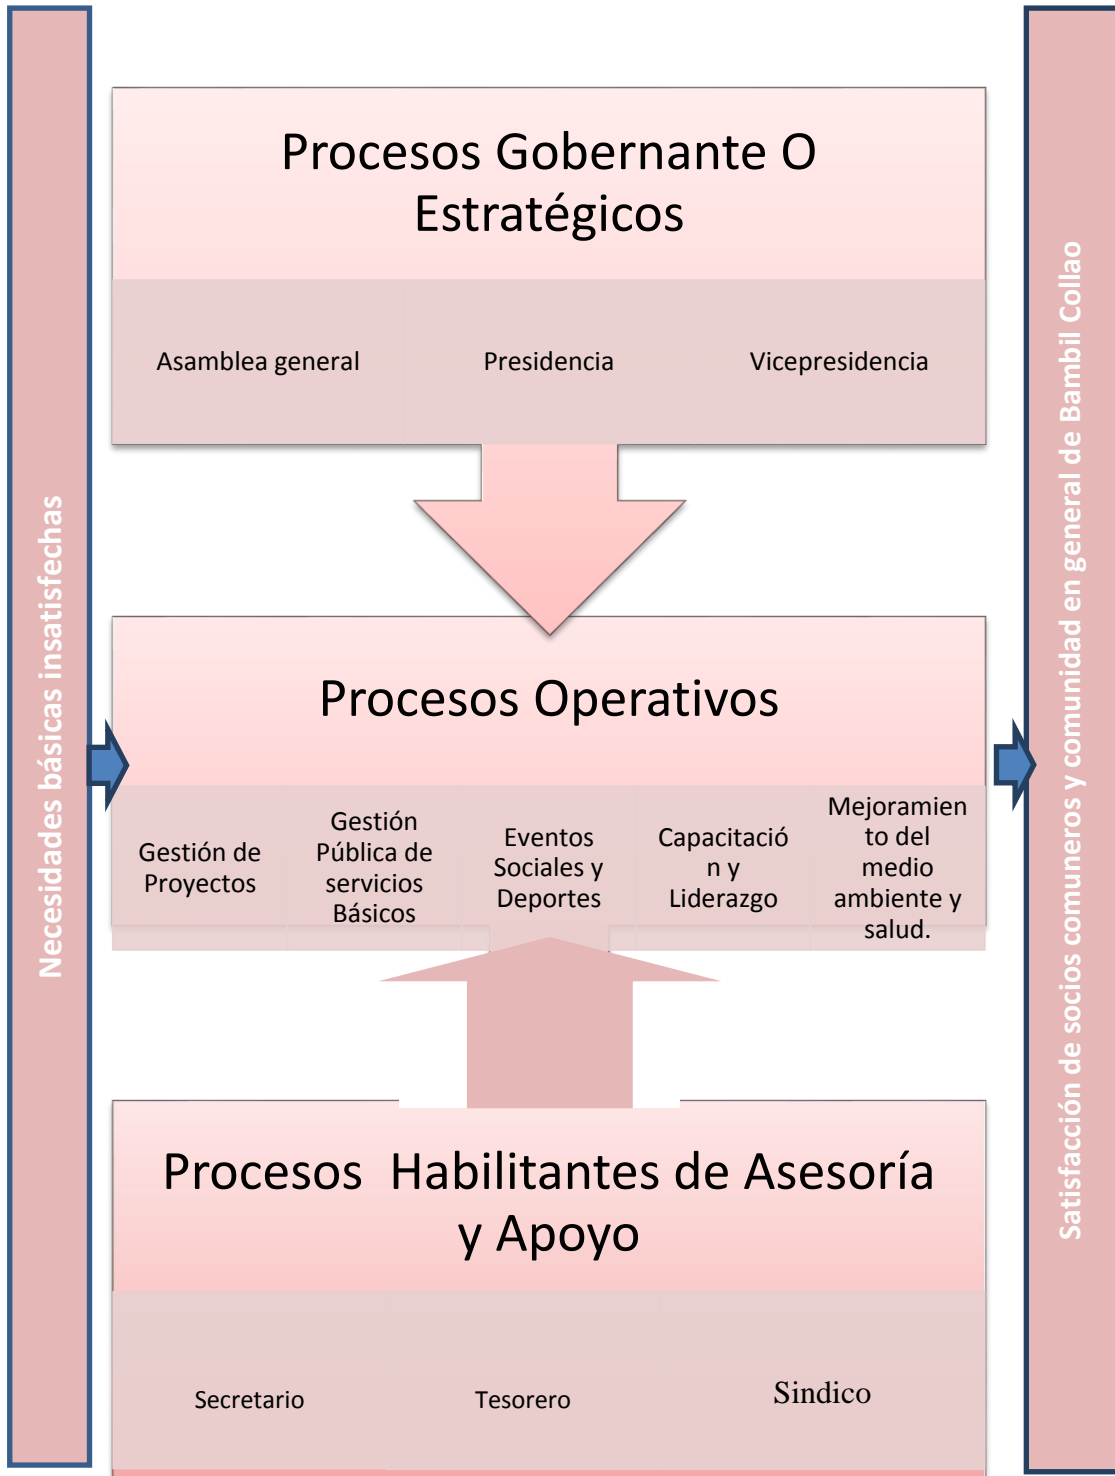 Necesidades básicas insatisfechas
Procesos Gobernante O
Estratégicos
Asamblea general
Presidencia
Vicepresidencia
Procesos Operativos
Gestión de
Proyectos
Gestión
Pública de
servicios
Básicos
Eventos
Sociales y
Deportes
Capacitació
n y
Liderazgo
Mejoramien
to del
medio
ambiente y
salud.
Procesos  Habilitantes de Asesoría
y Apoyo
Secretario
Tesorero
Sindico
Satisfacción de socios comuneros y comunidad en general de Bambil Collao